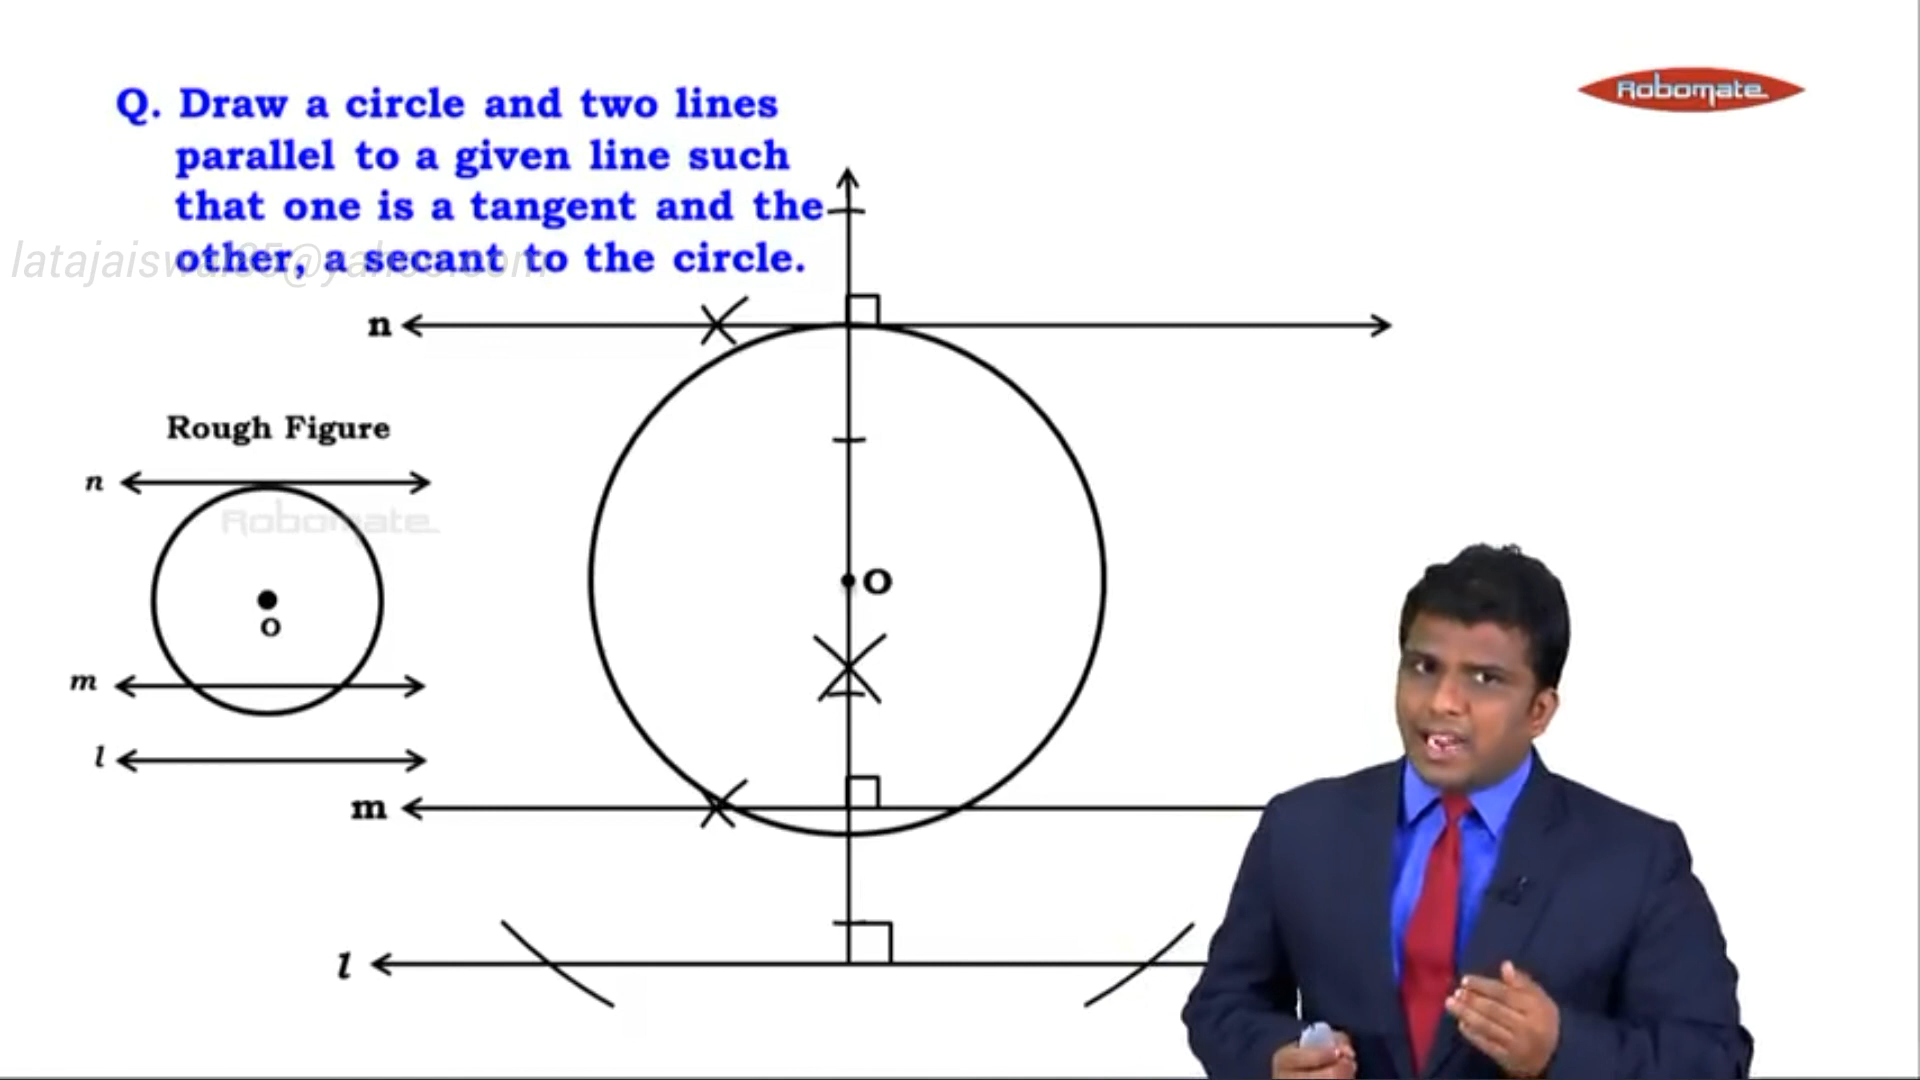 Robomate
Q. Draw a circle and two lines
parallel to a given line such
that one is a tangent and the
other, a secant to the circle.
n
Rough Figure
n
Robomate
O
O
m
l
m
l